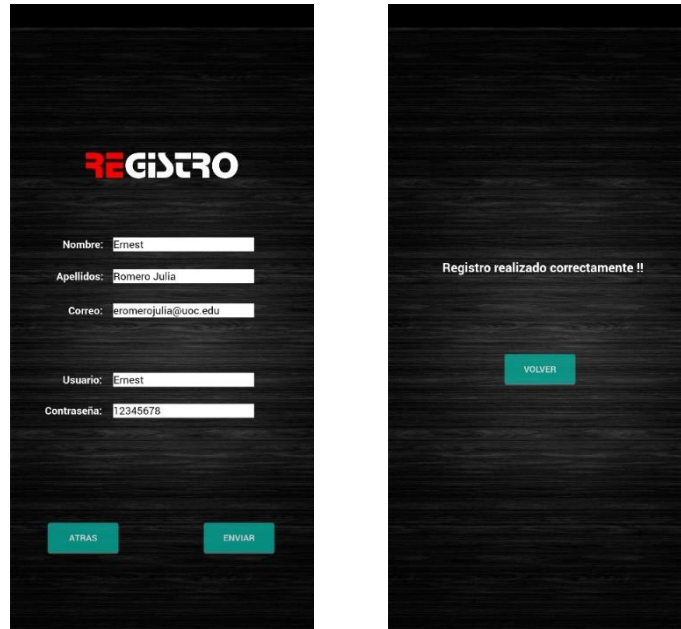 REGISTRO
Nombre: Ernest
Apellidos: Romero Julia
Correo: eromerojulia@uoc.edu
Usuario: Ernest
Contraseña: 12345678
ATRAS ENVIAR
Registro realizado correctamente !!
VOLVER